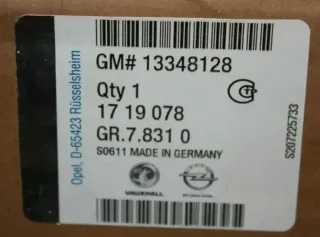 GM# 13348128
Qty 1
17 19 078
GR.7.831 0
S0611 MADE IN GERMANY
VAUXHALL
Opel, D-65423 Rüsselsheim
S207225733